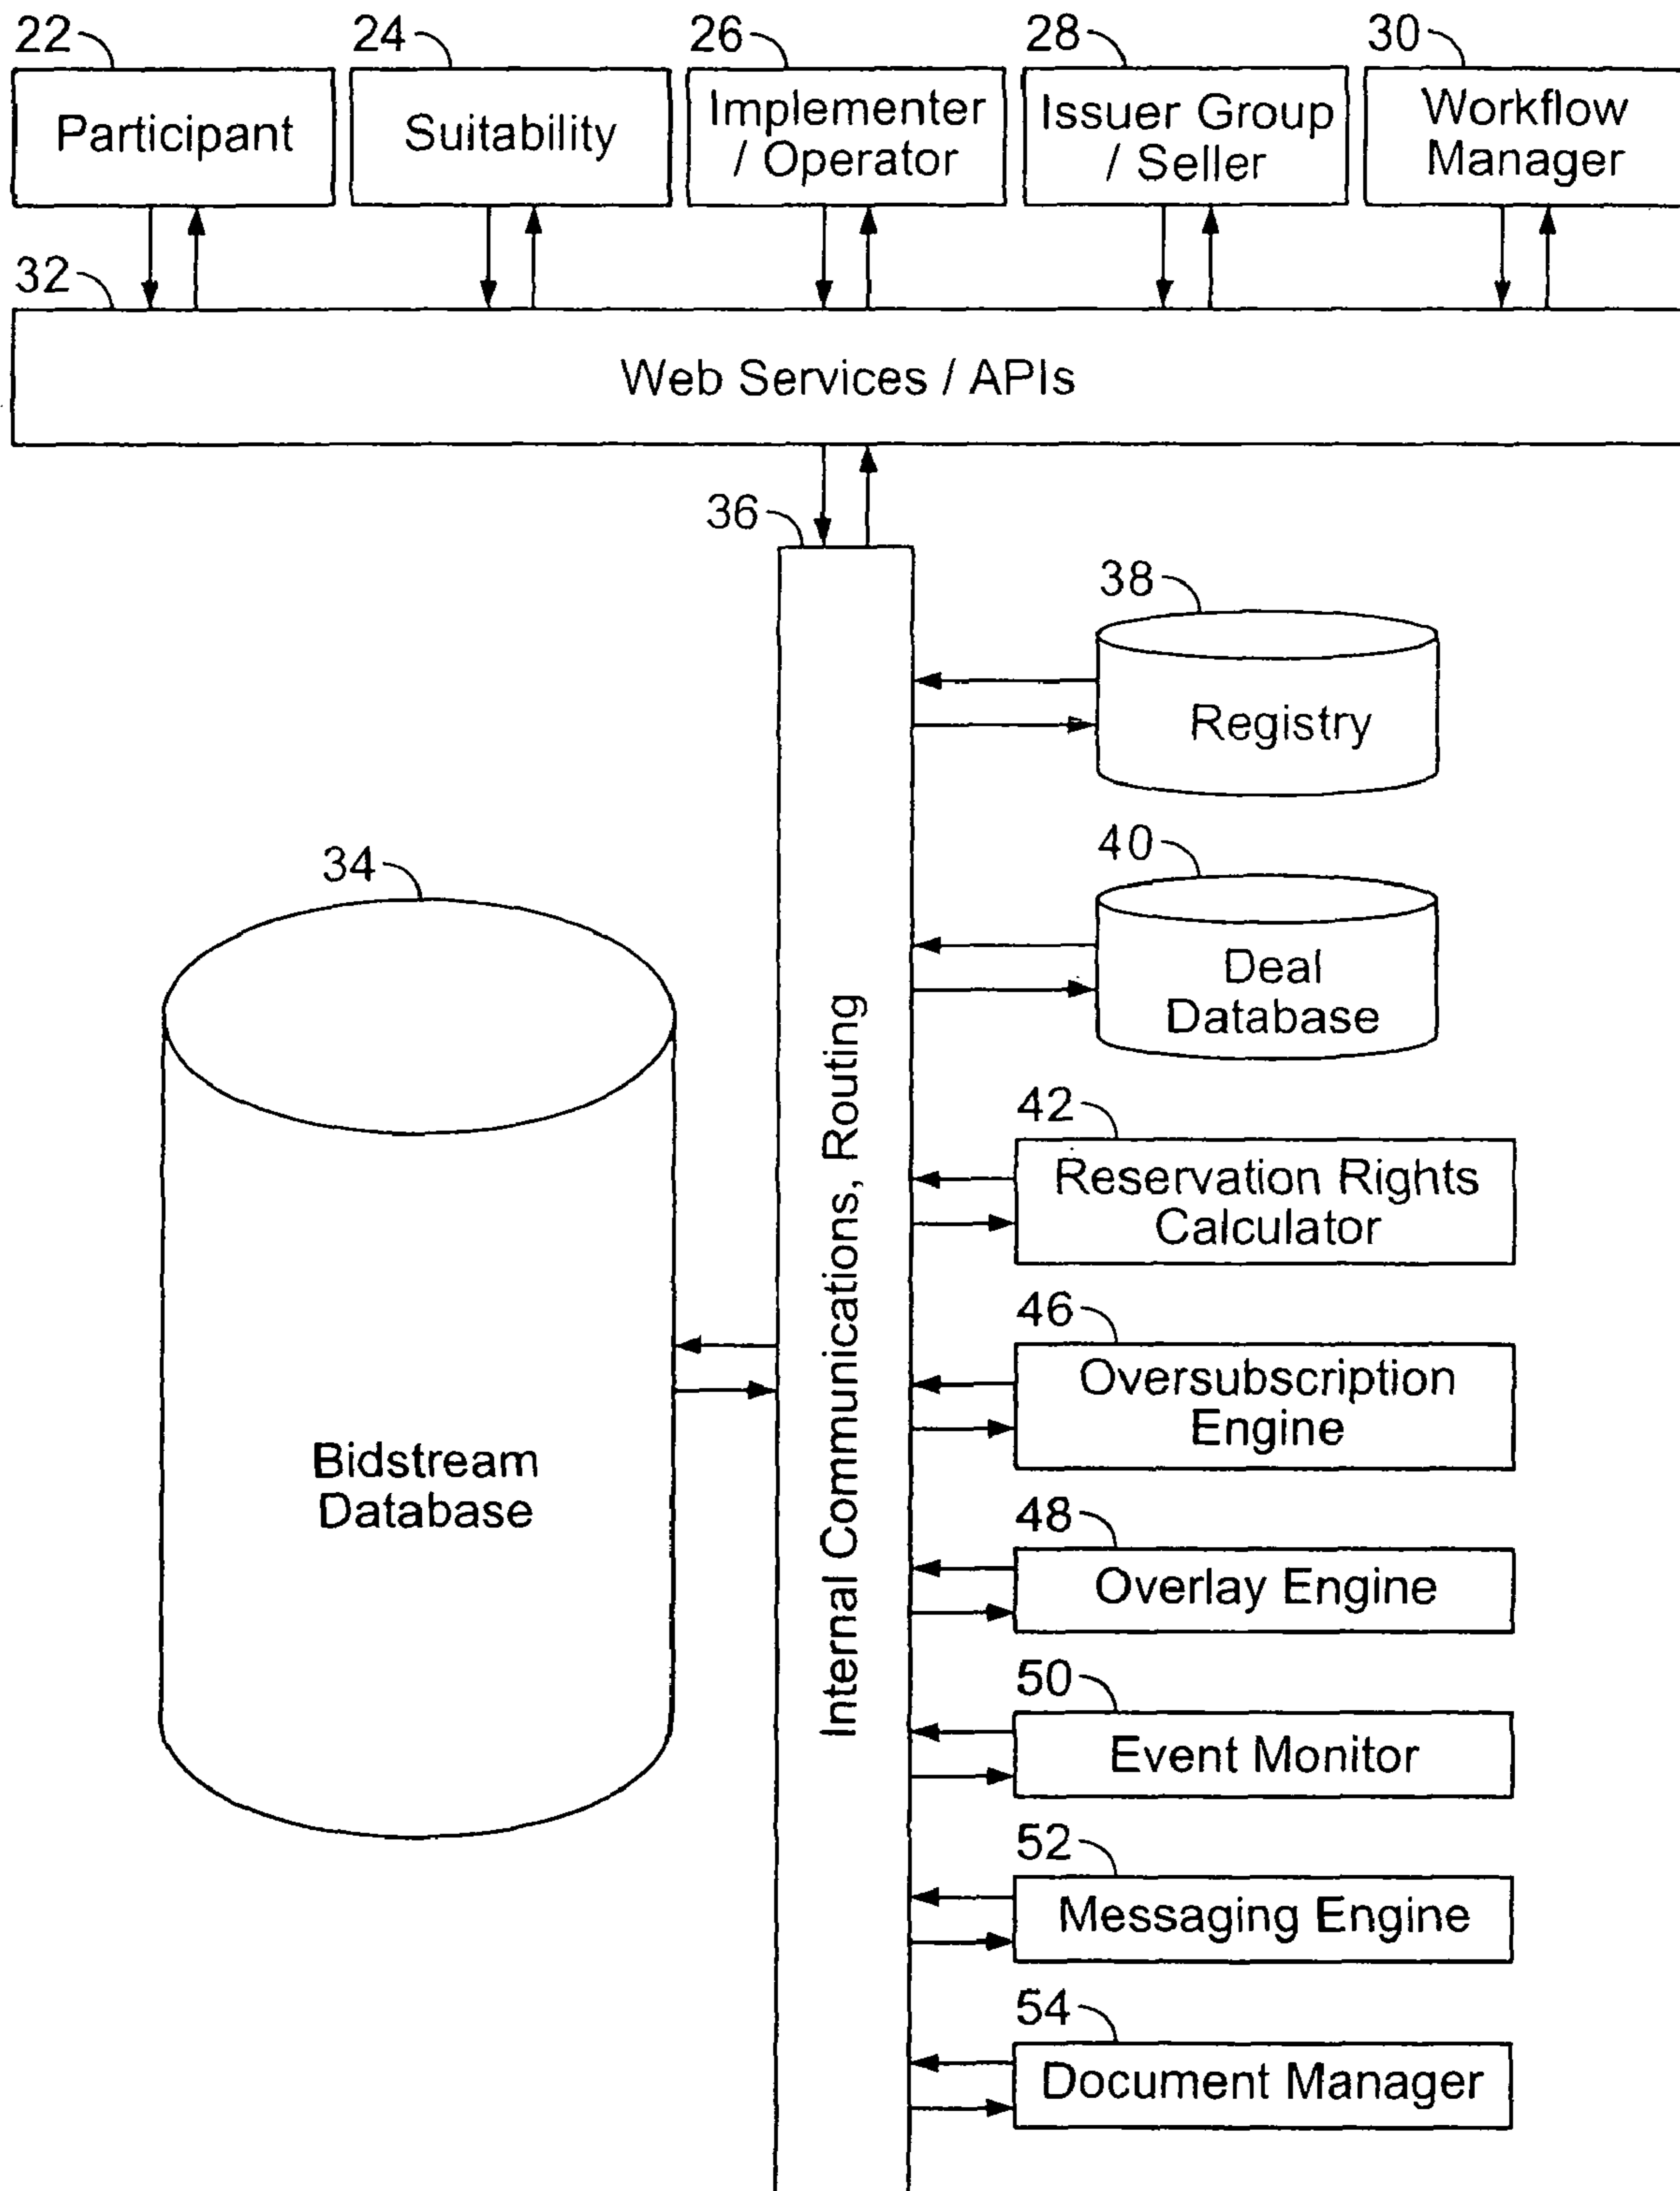 22
24
26
28
30
Participant
Suitability
Implementer
/ Operator
Issuer Group
/ Seller
Workflow
Manager
32
Web Services / APIs
36
38
Registry
34
40
Deal
Database
Bidstream
Database
Internal Communications, Routing
42
Reservation Rights
Calculator
46
Oversubscription
Engine
48
Overlay Engine
50
Event Monitor
52
Messaging Engine
54
Document Manager